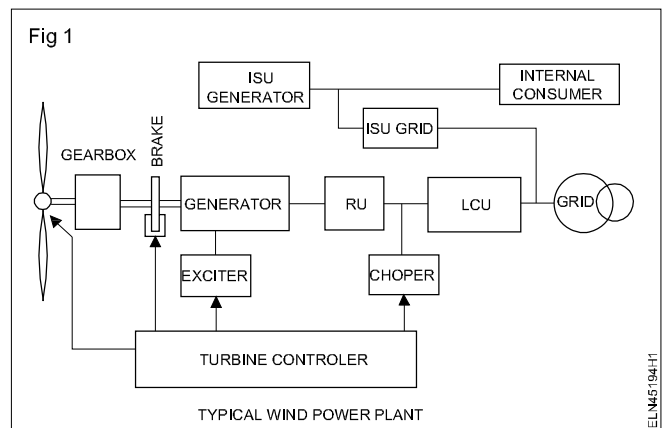 Fig 1
ISU
GENERATOR
INTERNAL
CONSUMER
ISU GRID
GEARBOX
BRAKE
GENERATOR
RU
LCU
GRID
EXCITER
CHOPER
TURBINE CONTROLER
TYPICAL WIND POWER PLANT
ELN45194H1